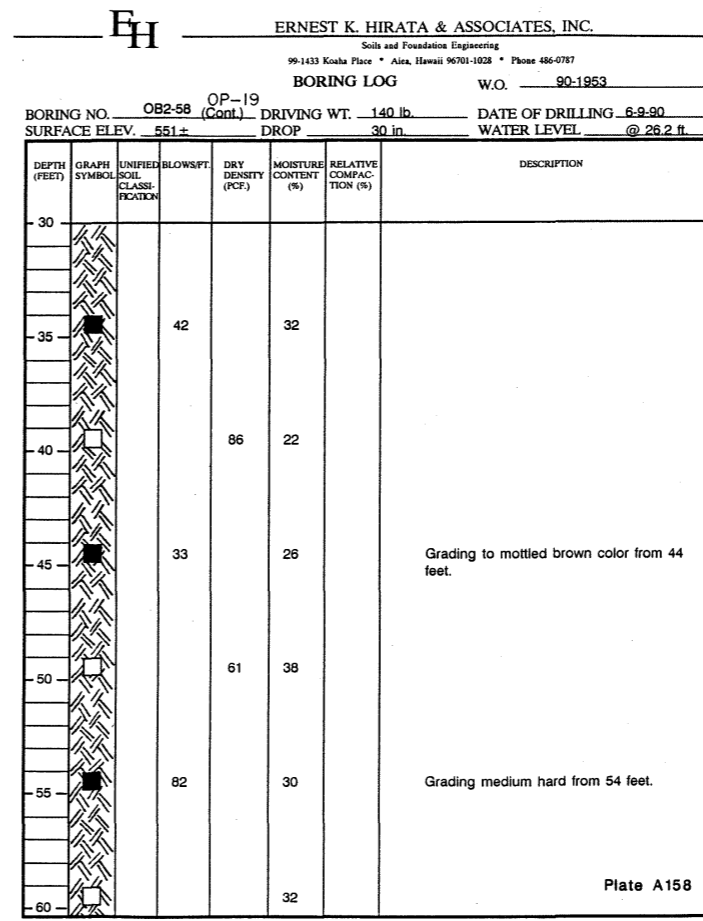 EH
ERNEST K. HIRATA & ASSOCIATES, INC.
Soils and Foundation Engineering
99-1433 Koaha Place * Aiea, Hawaii 96701-1028 * Phone 486-0787
BORING LOG
W.O. 90-1953
OP-19
BORING NO. OB2-58 (Cont.) DRIVING WT. 140 lb. DATE OF DRILLING 6-9-90
SURFACE ELEV. 551± DROP 30 in. WATER LEVEL @ 26.2 ft.
DEPTH (FEET)
GRAPH SYMBOL
UNIFIED SOIL CLASSI-FICATION
BLOWS/FT.
DRY DENSITY (PCF.)
MOISTURE CONTENT (%)
RELATIVE COMPAC-TION (%)
DESCRIPTION
30
42 32
35
86 22
40
33 26 Grading to mottled brown color from 44
45 feet.
61 38
50
82 30 Grading medium hard from 54 feet.
55
Plate A158
32
60